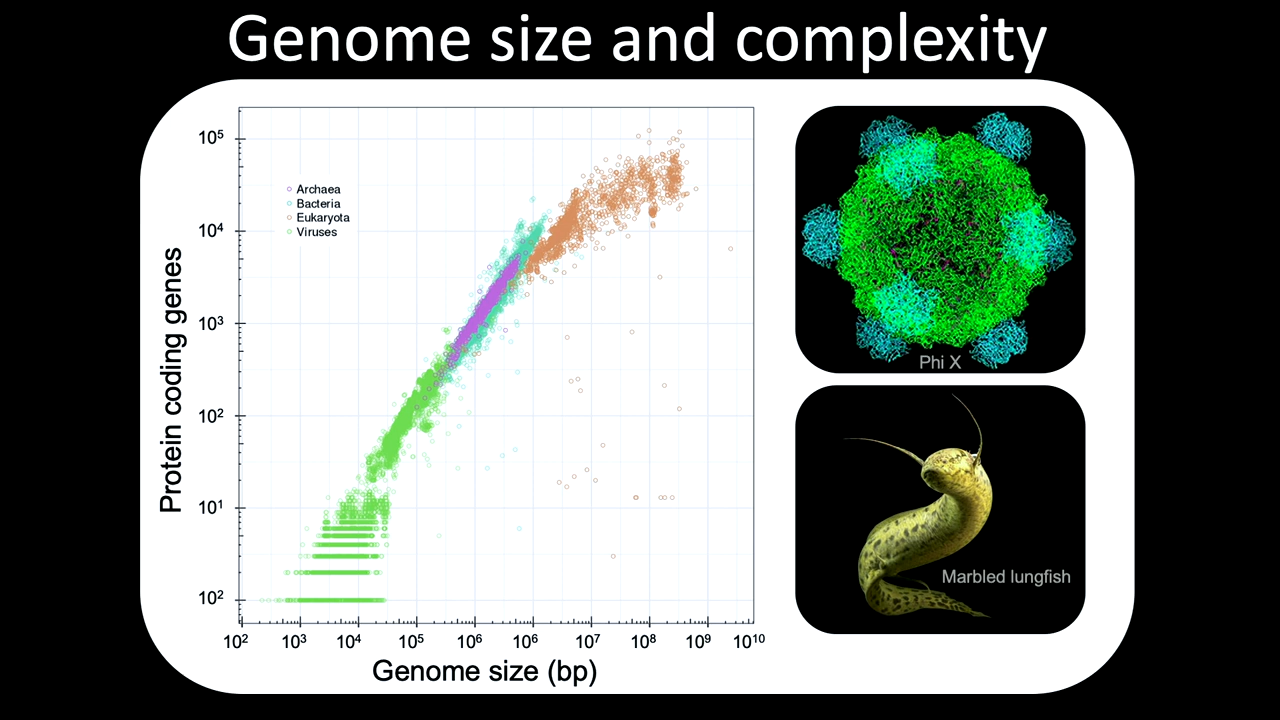 Genome size and complexity
Protein coding genes
10⁵
10⁴
10³
10²
10¹
10²
Archaea
Bacteria
Eukaryota
Viruses
10² 10³ 10⁴ 10⁵ 10⁶ 10⁶ 10⁷ 10⁸ 10⁹ 10¹⁰
Genome size (bp)
Phi X
Marbled lungfish